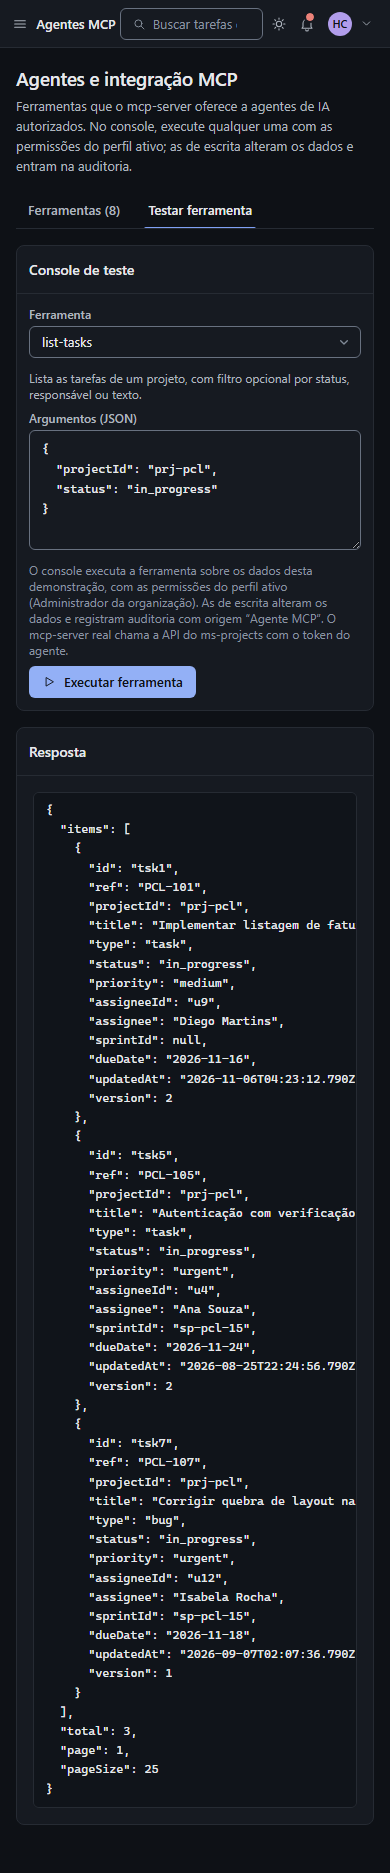 Agentes MCP
Buscar tarefas
HC
Agentes e integração MCP
Ferramentas que o mcp-server oferece a agentes de IA
autorizados. No console, execute qualquer uma com as
permissões do perfil ativo; as de escrita alteram os dados e
entram na auditoria.
Ferramentas (8)
Testar ferramenta
Console de teste
Ferramenta
list-tasks
Lista as tarefas de um projeto, com filtro opcional por status,
responsável ou texto.
Argumentos (JSON)
{
  "projectId": "prj-pcl",
  "status": "in_progress"
}
O console executa a ferramenta sobre os dados desta
demonstração, com as permissões do perfil ativo
(Administrador da organização). As de escrita alteram os
dados e registram auditoria com origem “Agente MCP”. O
mcp-server real chama a API do ms-projects com o token do
agente.
Executar ferramenta
Resposta
{
  "items": [
    {
      "id": "tsk1",
      "ref": "PCL-101",
      "projectId": "prj-pcl",
      "title": "Implementar listagem de fatu
      "type": "task",
      "status": "in_progress",
      "priority": "medium",
      "assigneeId": "u9",
      "assignee": "Diego Martins",
      "sprintId": null,
      "dueDate": "2026-11-16",
      "updatedAt": "2026-11-06T04:23:12.790Z
      "version": 2
    },
    {
      "id": "tsk5",
      "ref": "PCL-105",
      "projectId": "prj-pcl",
      "title": "Autenticação com verificação
      "type": "task",
      "status": "in_progress",
      "priority": "urgent",
      "assigneeId": "u4",
      "assignee": "Ana Souza",
      "sprintId": "sp-pcl-15",
      "dueDate": "2026-11-24",
      "updatedAt": "2026-08-25T22:24:56.790Z
      "version": 2
    },
    {
      "id": "tsk7",
      "ref": "PCL-107",
      "projectId": "prj-pcl",
      "title": "Corrigir quebra de layout na
      "type": "bug",
      "status": "in_progress",
      "priority": "urgent",
      "assigneeId": "u12",
      "assignee": "Isabela Rocha",
      "sprintId": "sp-pcl-15",
      "dueDate": "2026-11-18",
      "updatedAt": "2026-09-07T02:07:36.790Z
      "version": 1
    }
  ],
  "total": 3,
  "page": 1,
  "pageSize": 25
}